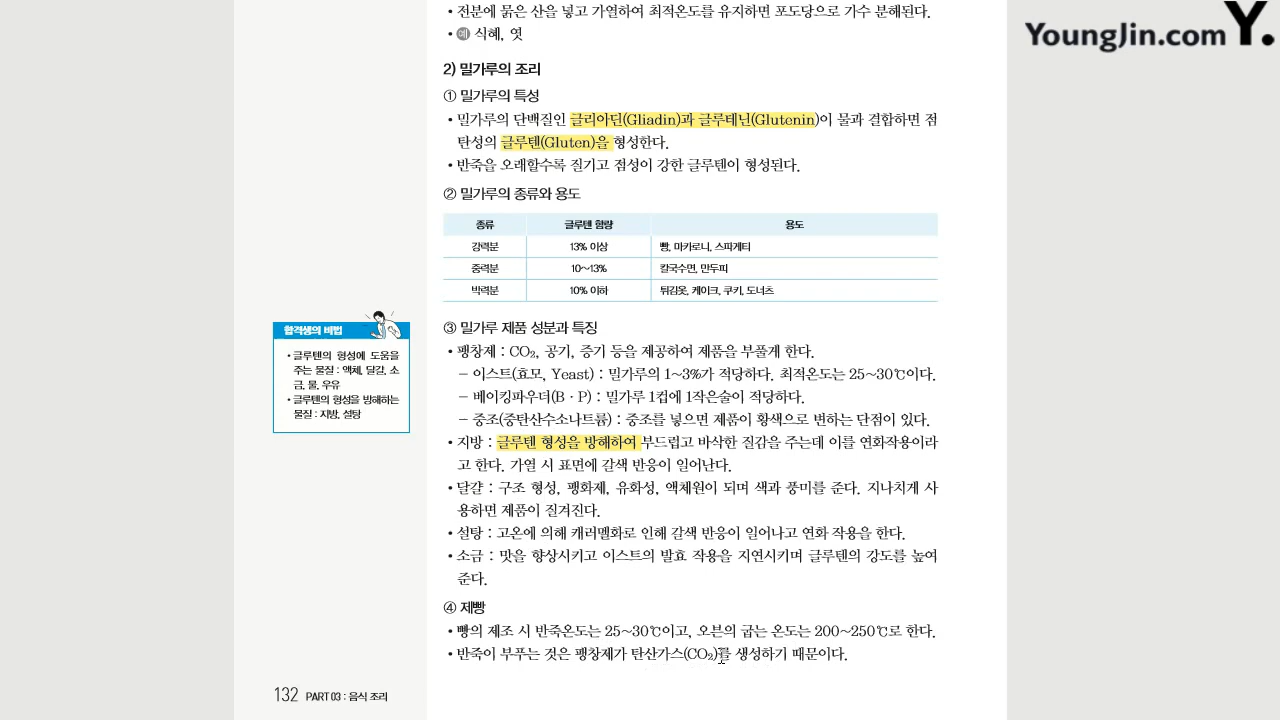 YoungJin.com Y.
• 전분에 묽은 산을 넣고 가열하여 최적온도를 유지하면 포도당으로 가수 분해된다.
• 예 식혜, 엿
2) 밀가루의 조리
① 밀가루의 특성
• 밀가루의 단백질인 글리아딘(Gliadin)과 글루테닌(Glutenin)이 물과 결합하면 점
탄성의 글루텐(Gluten)을 형성한다.
• 반죽을 오래할수록 질기고 점성이 강한 글루텐이 형성된다.
② 밀가루의 종류와 용도
종류 글루텐 함량 용도
강력분 13% 이상 빵, 마카로니, 스파게티
중력분 10~13% 칼국수면, 만두피
박력분 10% 이하 튀김옷, 케이크, 쿠키, 도너츠
③ 밀가루 제품 성분과 특징
• 팽창제 : CO₂, 공기, 증기 등을 제공하여 제품을 부풀게 한다.
– 이스트(효모, Yeast) : 밀가루의 1~3%가 적당하다. 최적온도는 25~30℃이다.
– 베이킹파우더(B · P) : 밀가루 1컵에 1작은술이 적당하다.
– 중조(중탄산수소나트륨) : 중조를 넣으면 제품이 황색으로 변하는 단점이 있다.
• 지방 : 글루텐 형성을 방해하여 부드럽고 바삭한 질감을 주는데 이를 연화작용이라
고 한다. 가열 시 표면에 갈색 반응이 일어난다.
• 달걀 : 구조 형성, 팽화제, 유화성, 액체원이 되며 색과 풍미를 준다. 지나치게 사
용하면 제품이 질겨진다.
• 설탕 : 고온에 의해 캐러멜화로 인해 갈색 반응이 일어나고 연화 작용을 한다.
• 소금 : 맛을 향상시키고 이스트의 발효 작용을 지연시키며 글루텐의 강도를 높여
준다.
④ 제빵
• 빵의 제조 시 반죽온도는 25~30℃이고, 오븐의 굽는 온도는 200~250℃로 한다.
• 반죽이 부푸는 것은 팽창제가 탄산가스(CO₂)를 생성하기 때문이다.
합격생의 비법
• 글루텐의 형성에 도움을
주는 물질 : 액체, 달걀, 소
금, 물, 우유
• 글루텐의 형성을 방해하는
물질 : 지방, 설탕
132 PART 03 : 음식 조리